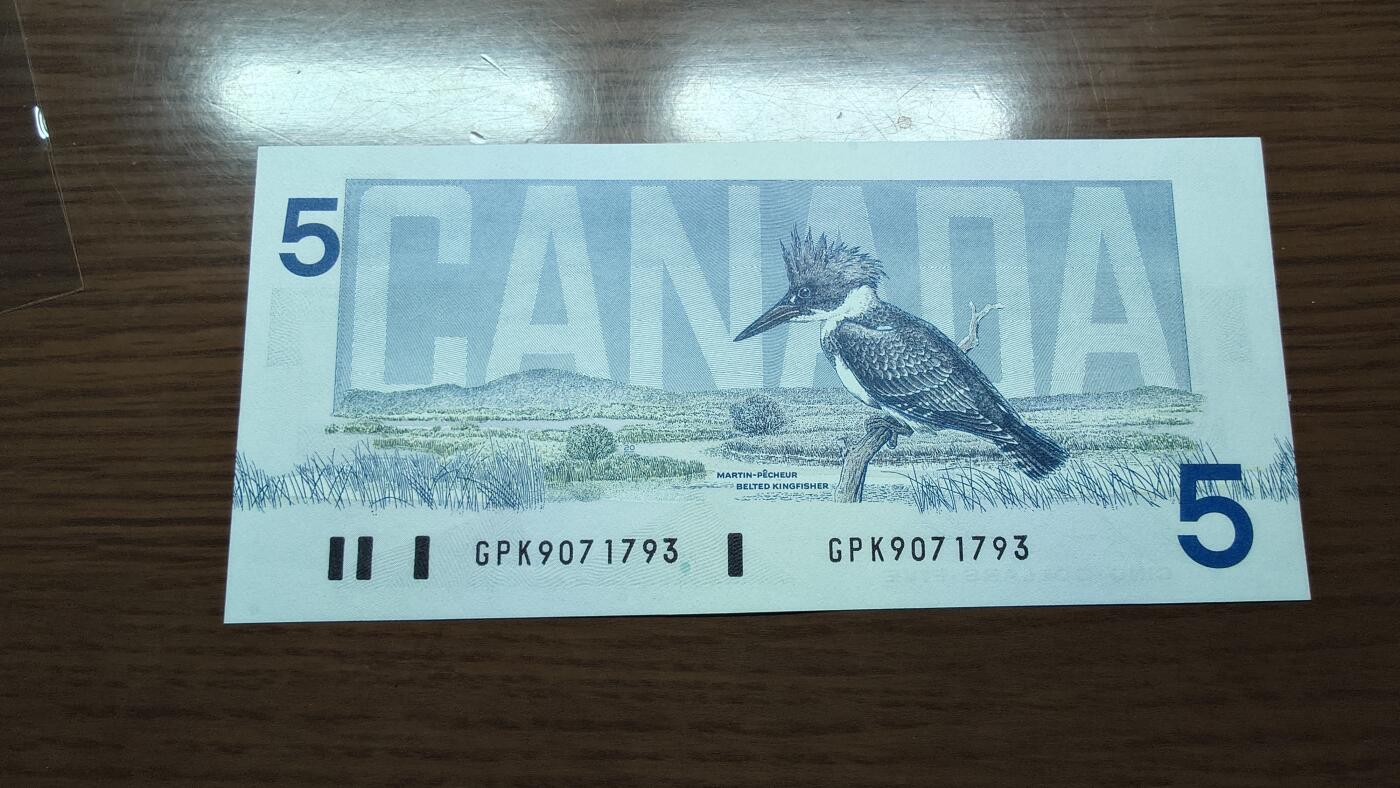 5
CANADA
MARTIN-PÊCHEUR
BELTED KINGFISHER
5
GPK9071793 GPK9071793